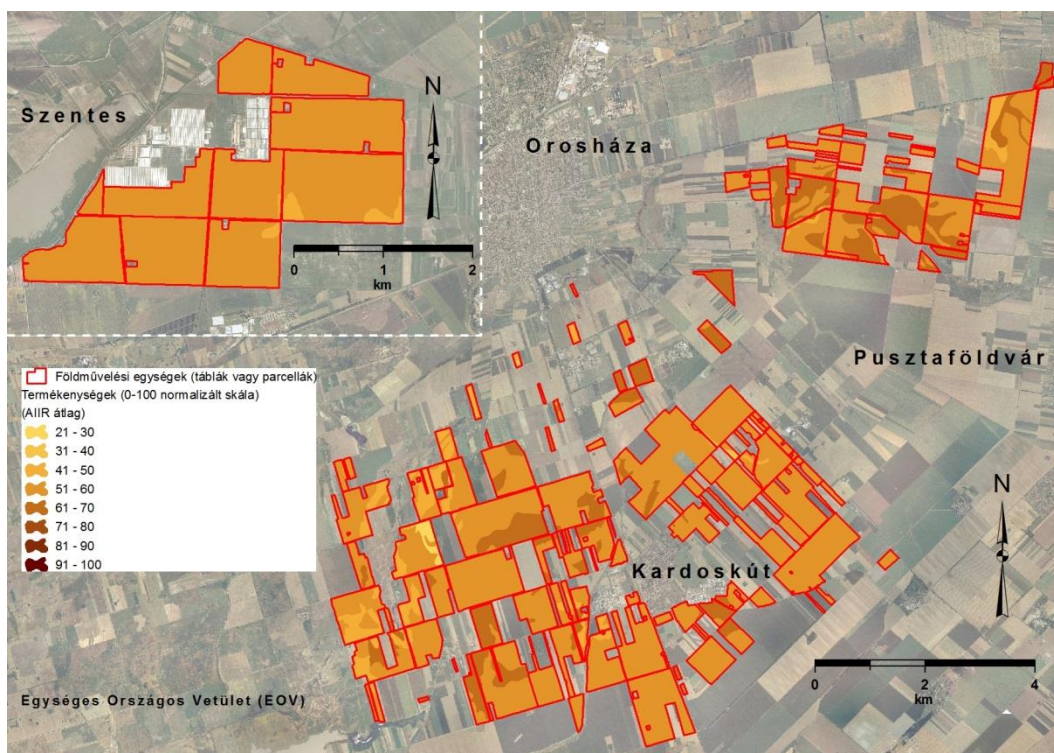 Szentes
N
0 1 2
km
Orosháza
Pusztaföldvár
Földművelési egységek (táblák vagy parcellák)
Termékenységek (0-100 normalizált skála)
(AIIR átlag)
21 - 30
31 - 40
41 - 50
51 - 60
61 - 70
71 - 80
81 - 90
91 - 100
Kardoskút
N
0 2 4
km
Egységes Országos Vetület (EOV)